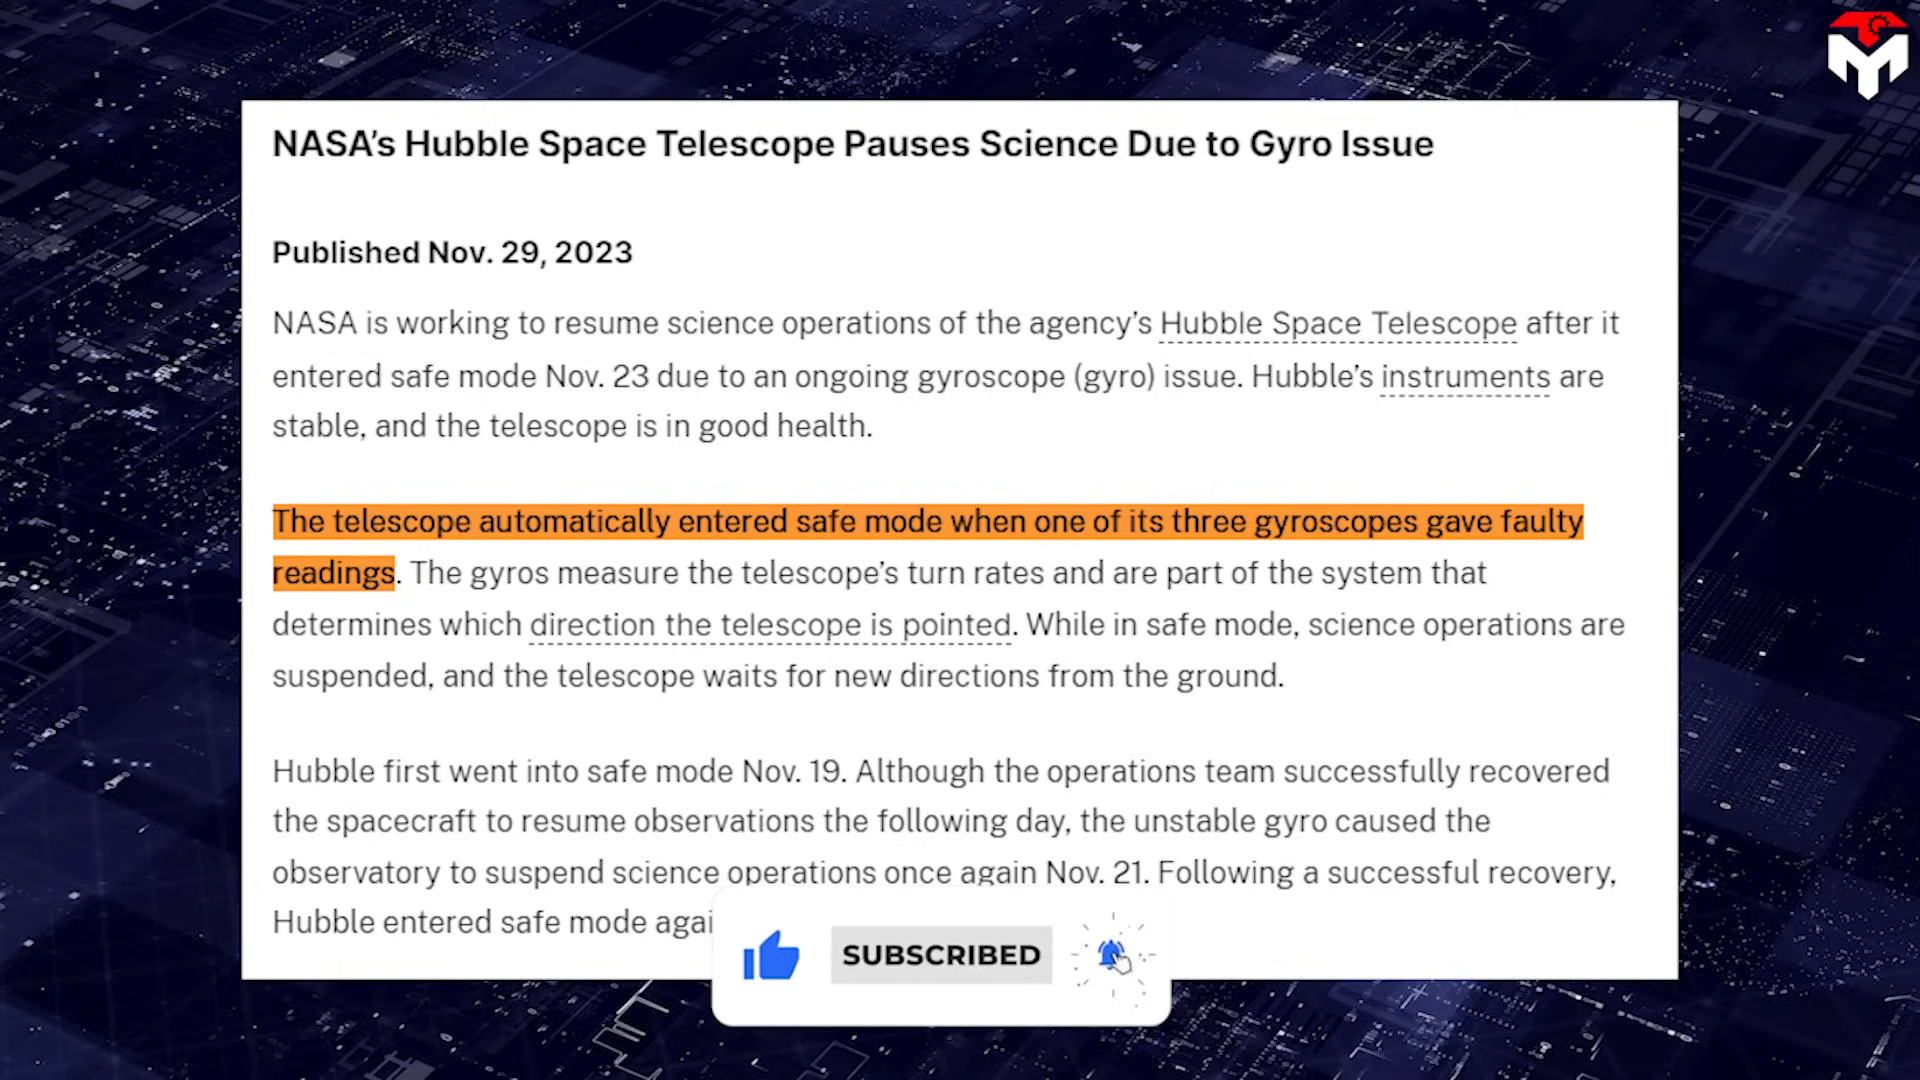 NASA’s Hubble Space Telescope Pauses Science Due to Gyro Issue
Published Nov. 29, 2023
NASA is working to resume science operations of the agency’s Hubble Space Telescope after it
entered safe mode Nov. 23 due to an ongoing gyroscope (gyro) issue. Hubble’s instruments are
stable, and the telescope is in good health.
The telescope automatically entered safe mode when one of its three gyroscopes gave faulty
readings. The gyros measure the telescope’s turn rates and are part of the system that
determines which direction the telescope is pointed. While in safe mode, science operations are
suspended, and the telescope waits for new directions from the ground.
Hubble first went into safe mode Nov. 19. Although the operations team successfully recovered
the spacecraft to resume observations the following day, the unstable gyro caused the
observatory to suspend science operations once again Nov. 21. Following a successful recovery,
Hubble entered safe mode agai
SUBSCRIBED